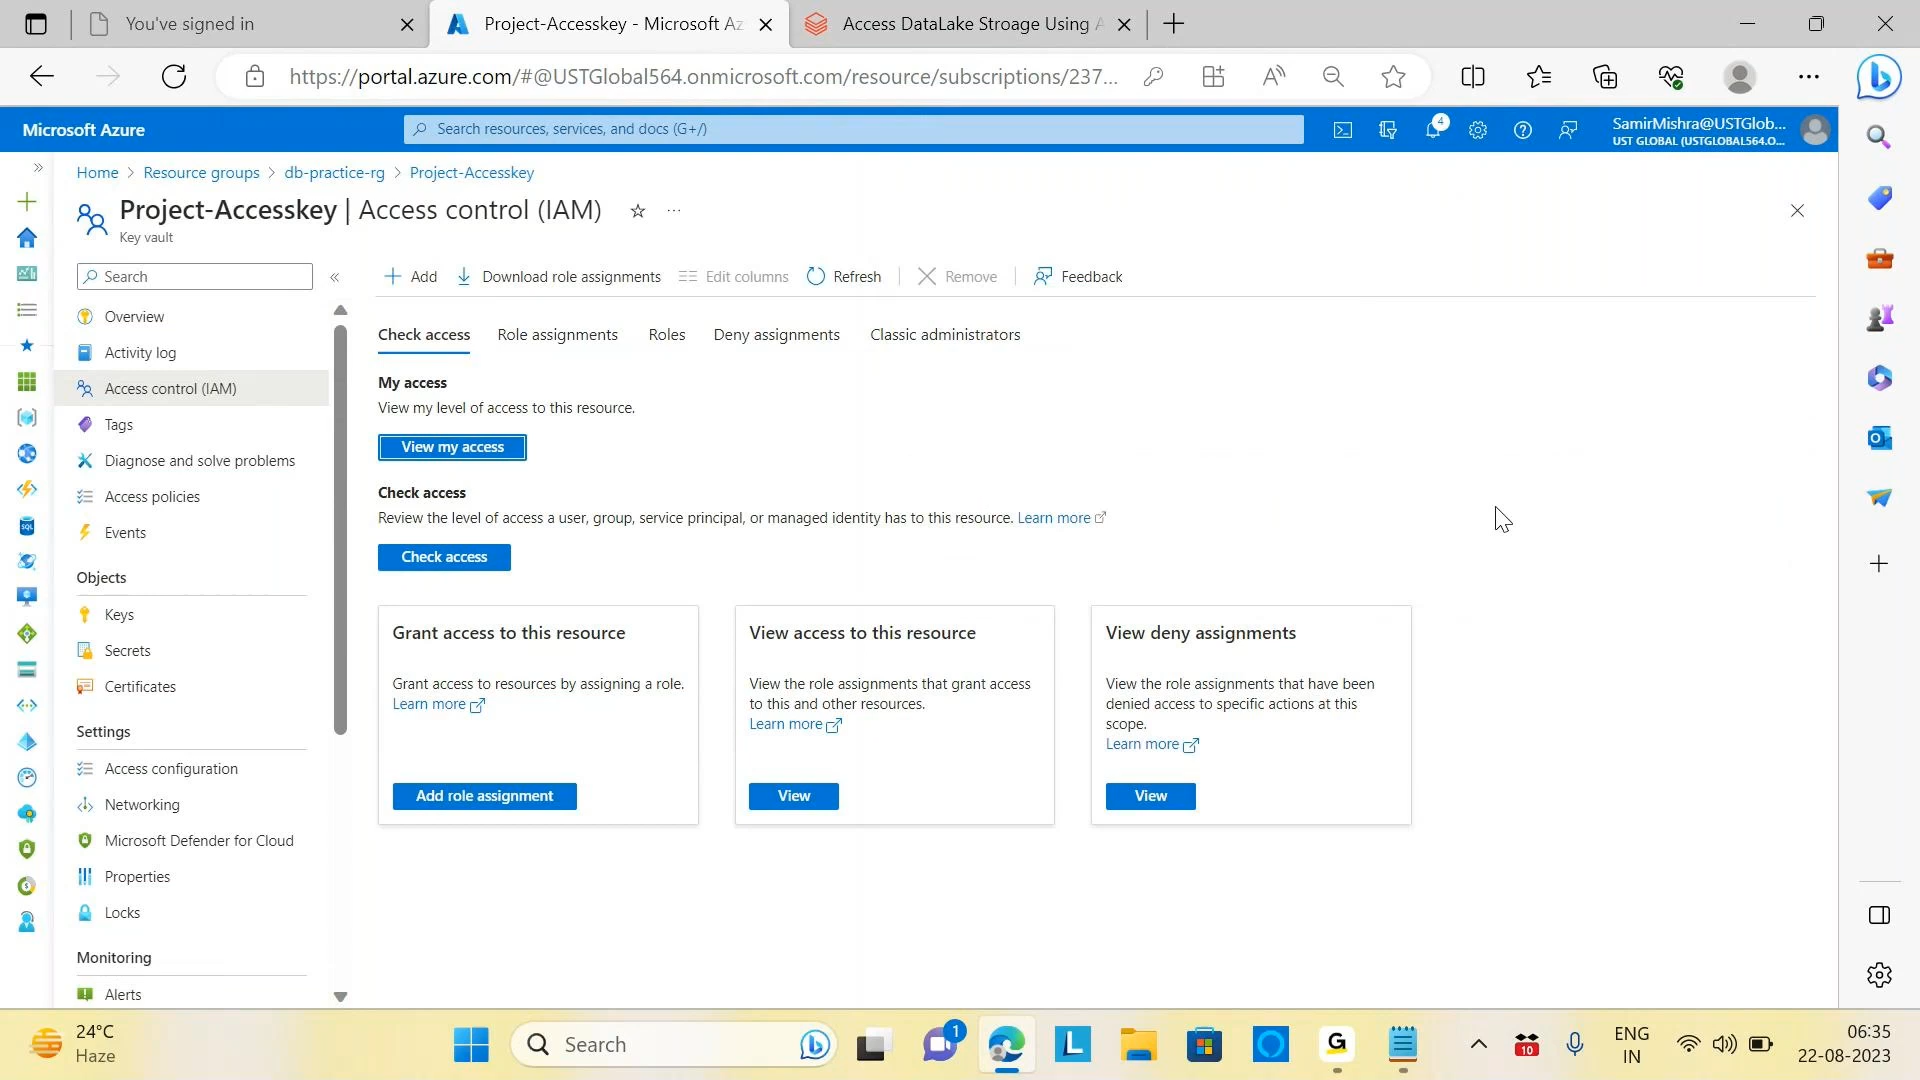 You've signed in
Project-Accesskey - Microsoft Az
Access DataLake Stroage Using A
https://portal.azure.com/#@USTGlobal564.onmicrosoft.com/resource/subscriptions/237...
Microsoft Azure
Search resources, services, and docs (G+/)
4
SamirMishra@USTGlob...
UST GLOBAL (USTGLOBAL564.O...
Home > Resource groups > db-practice-rg > Project-Accesskey
Project-Accesskey | Access control (IAM)
Key vault
Search
Add
Download role assignments
Edit columns
Refresh
Remove
Feedback
Overview
Activity log
Access control (IAM)
Tags
Diagnose and solve problems
Access policies
Events
Objects
Keys
Secrets
Certificates
Settings
Access configuration
Networking
Microsoft Defender for Cloud
Properties
Locks
Monitoring
Alerts
Check access
Role assignments
Roles
Deny assignments
Classic administrators
My access
View my level of access to this resource.
View my access
Check access
Review the level of access a user, group, service principal, or managed identity has to this resource. Learn more
Check access
Grant access to this resource
Grant access to resources by assigning a role.
Learn more
Add role assignment
View access to this resource
View the role assignments that grant access
to this and other resources.
Learn more
View
View deny assignments
View the role assignments that have been
denied access to specific actions at this
scope.
Learn more
View
24°C
Haze
Search
1
L
G
10
ENG
IN
06:35
22-08-2023